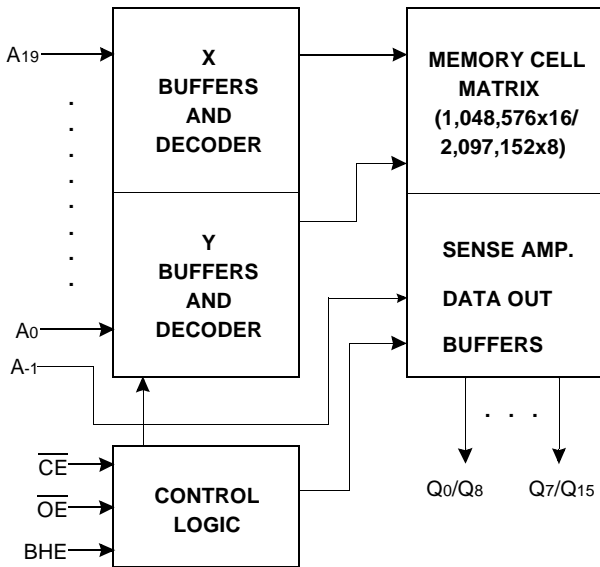 A19
X
BUFFERS
AND
DECODER
MEMORY CELL
MATRIX
(1,048,576x16/
2,097,152x8)
Y
BUFFERS
AND
DECODER
SENSE AMP.
DATA OUT
BUFFERS
A0
A-1
CE
OE
BHE
CONTROL
LOGIC
Q0/Q8
Q7/Q15